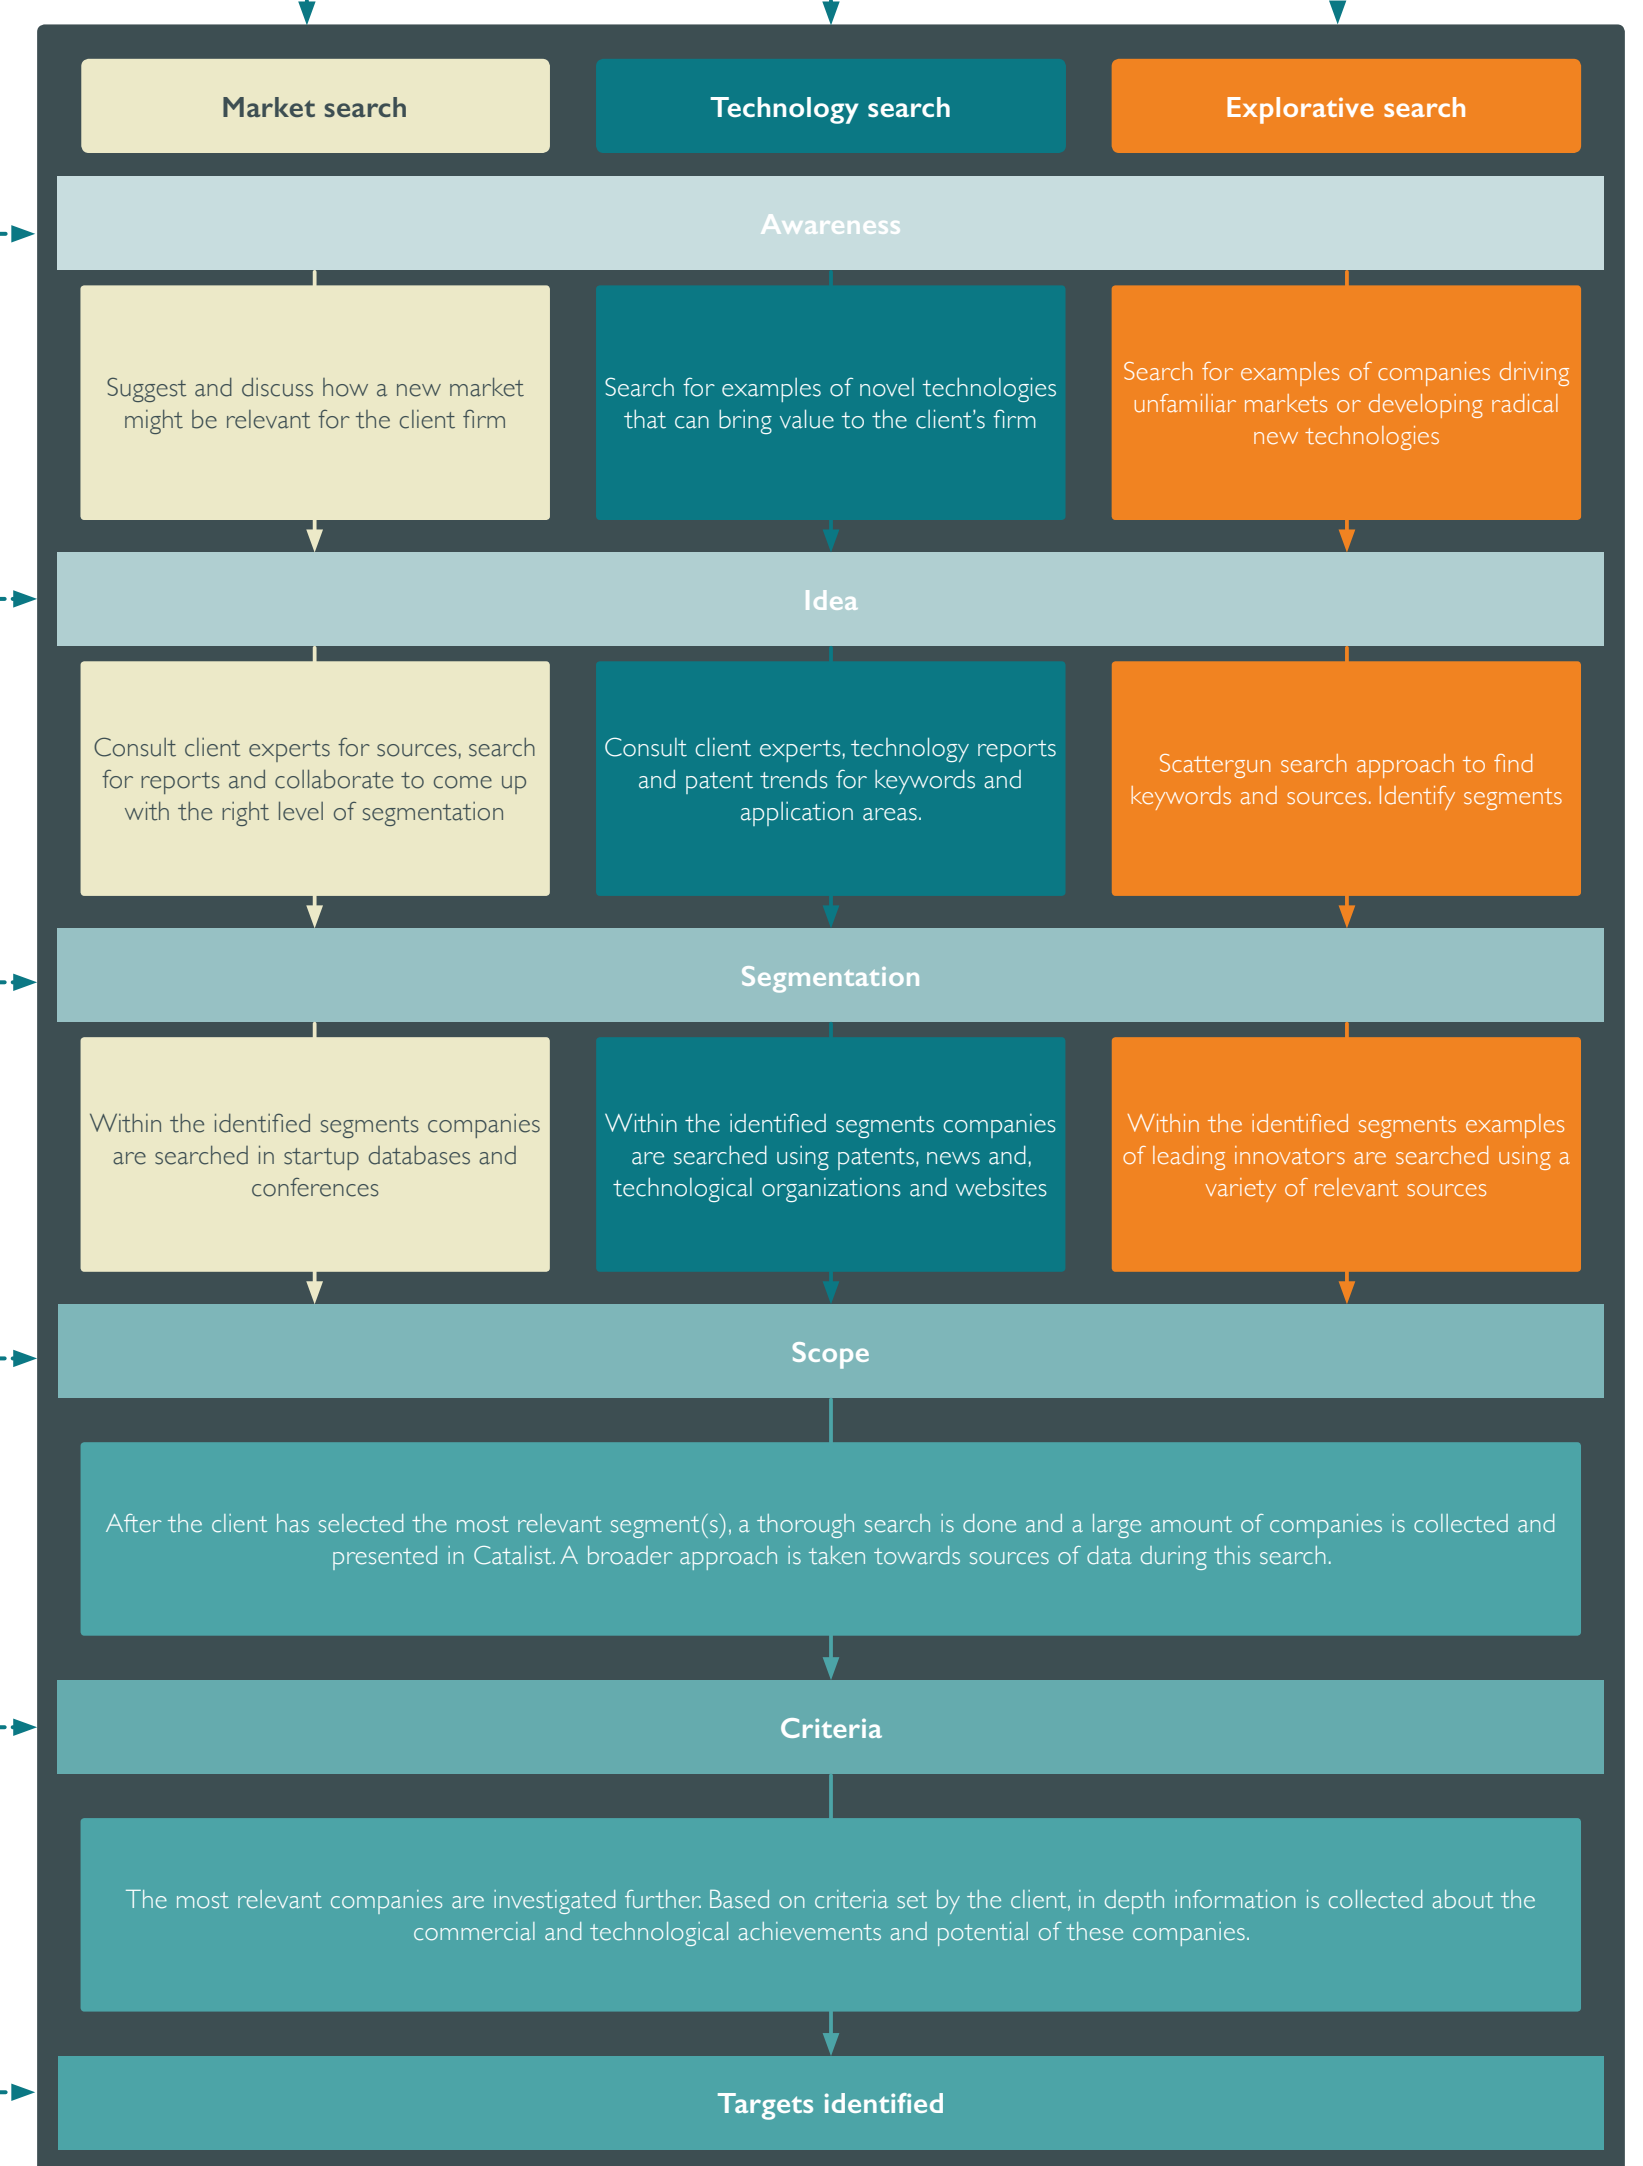 Market search
Technology search
Explorative search
Awareness
Suggest and discuss how a new market
might be relevant for the client firm
Search for examples of novel technologies
that can bring value to the client's firm
Search for examples of companies driving
unfamiliar markets or developing radical
new technologies
Idea
Consult client experts for sources, search
for reports and collaborate to come up
with the right level of segmentation
Consult client experts, technology reports
and patent trends for keywords and
application areas.
Scattergun search approach to find
keywords and sources. Identify segments
Segmentation
Within the identified segments companies
are searched in startup databases and
conferences
Within the identified segments companies
are searched using patents, news and,
technological organizations and websites
Within the identified segments examples
of leading innovators are searched using a
variety of relevant sources
Scope
After the client has selected the most relevant segment(s), a thorough search is done and a large amount of companies is collected and
presented in Catalist. A broader approach is taken towards sources of data during this search.
Criteria
The most relevant companies are investigated further. Based on criteria set by the client, in depth information is collected about the
commercial and technological achievements and potential of these companies.
Targets identified